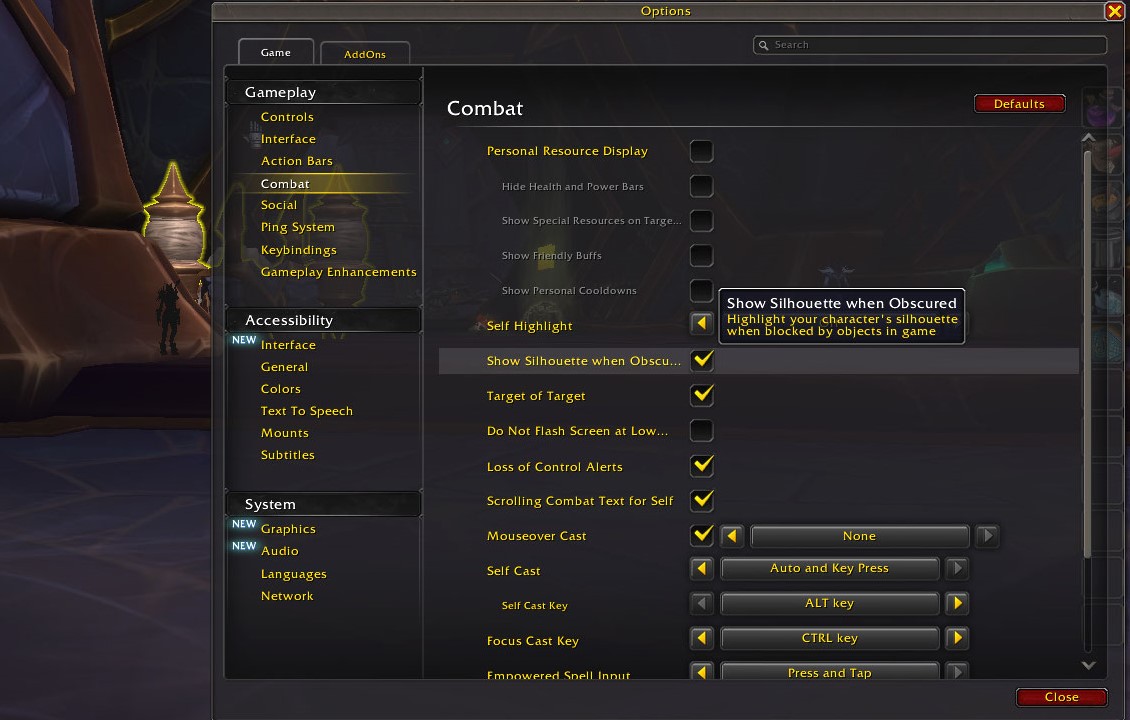 Options
Game
AddOns
Search
Gameplay
Controls
Interface
Action Bars
Combat
Social
Ping System
Keybindings
Gameplay Enhancements
Accessibility
NEW Interface
General
Colors
Text To Speech
Mounts
Subtitles
System
NEW Graphics
NEW Audio
Languages
Network
Combat
Defaults
Personal Resource Display
Hide Health and Power Bars
Show Special Resources on Targe...
Show Friendly Buffs
Show Personal Cooldowns
Self Highlight
Show Silhouette when Obscured
Highlight your character's silhouette
when blocked by objects in game
Show Silhouette when Obscu...
Target of Target
Do Not Flash Screen at Low...
Loss of Control Alerts
Scrolling Combat Text for Self
Mouseover Cast None
Self Cast Auto and Key Press
Self Cast Key ALT key
Focus Cast Key CTRL key
Empowered Spell Input Press and Tap
Close